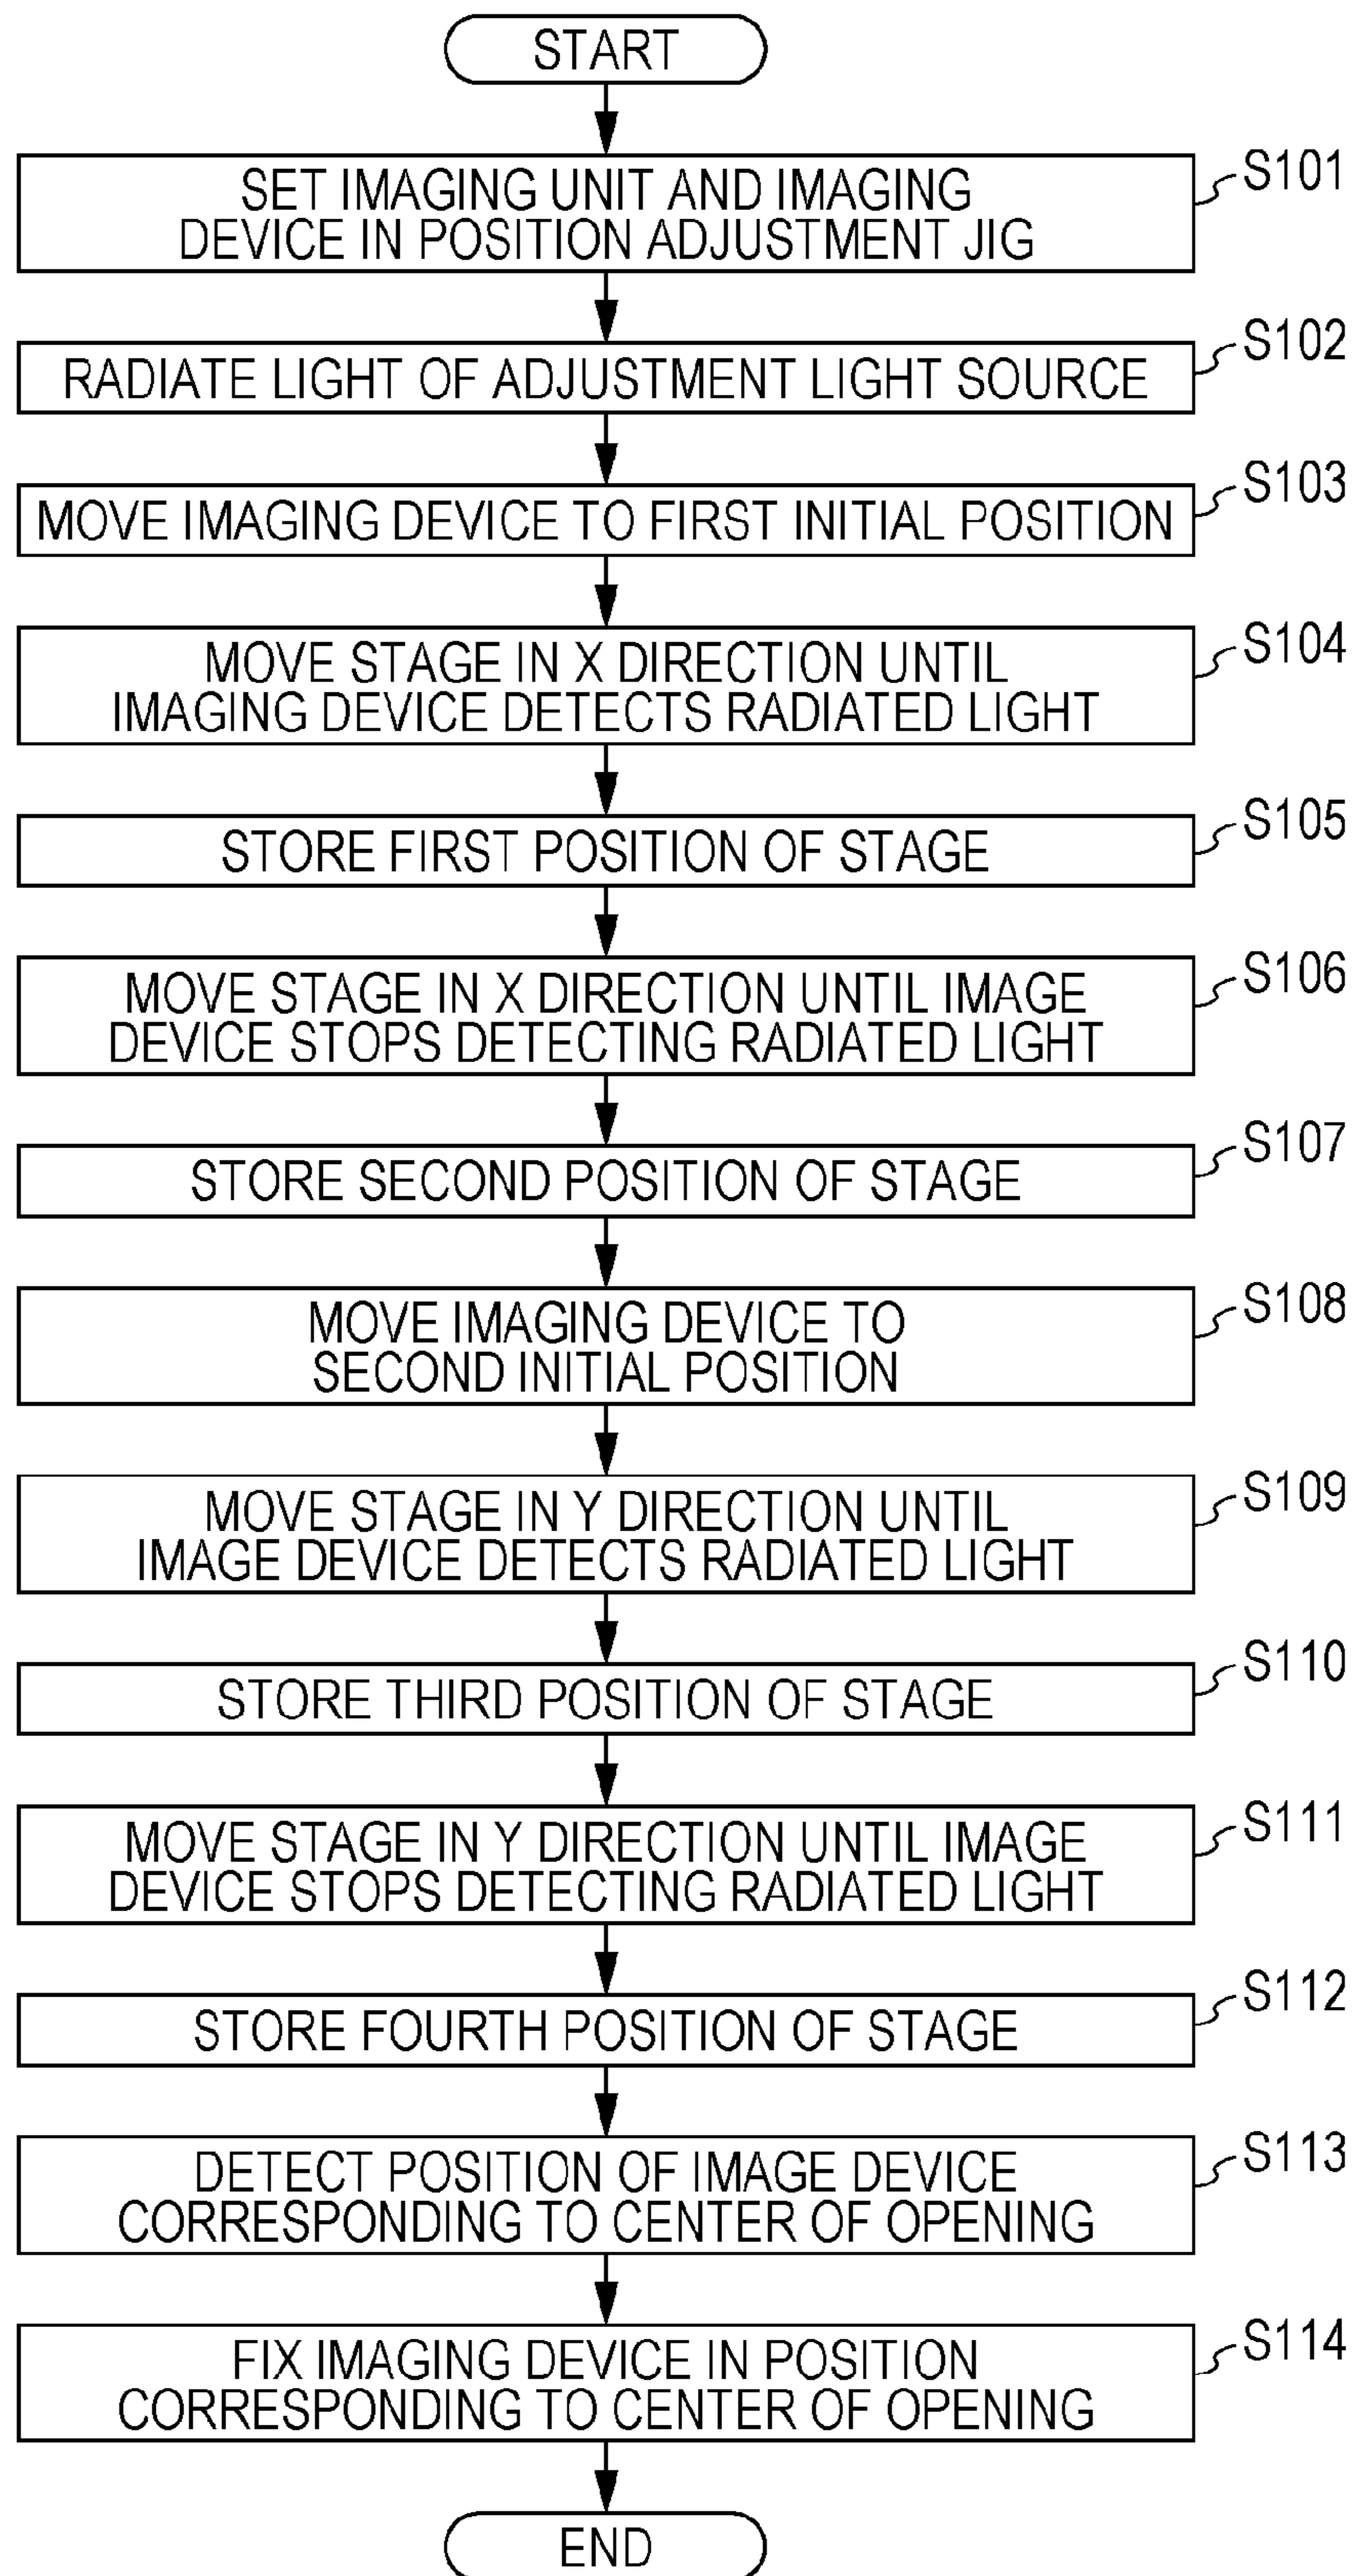 START
S101
SET IMAGING UNIT AND IMAGING
DEVICE IN POSITION ADJUSTMENT JIG
S102
RADIATE LIGHT OF ADJUSTMENT LIGHT SOURCE
S103
MOVE IMAGING DEVICE TO FIRST INITIAL POSITION
S104
MOVE STAGE IN X DIRECTION UNTIL
IMAGING DEVICE DETECTS RADIATED LIGHT
S105
STORE FIRST POSITION OF STAGE
S106
MOVE STAGE IN X DIRECTION UNTIL IMAGE
DEVICE STOPS DETECTING RADIATED LIGHT
S107
STORE SECOND POSITION OF STAGE
S108
MOVE IMAGING DEVICE TO
SECOND INITIAL POSITION
S109
MOVE STAGE IN Y DIRECTION UNTIL
IMAGE DEVICE DETECTS RADIATED LIGHT
S110
STORE THIRD POSITION OF STAGE
S111
MOVE STAGE IN Y DIRECTION UNTIL IMAGE
DEVICE STOPS DETECTING RADIATED LIGHT
S112
STORE FOURTH POSITION OF STAGE
S113
DETECT POSITION OF IMAGE DEVICE
CORRESPONDING TO CENTER OF OPENING
S114
FIX IMAGING DEVICE IN POSITION
CORRESPONDING TO CENTER OF OPENING
END